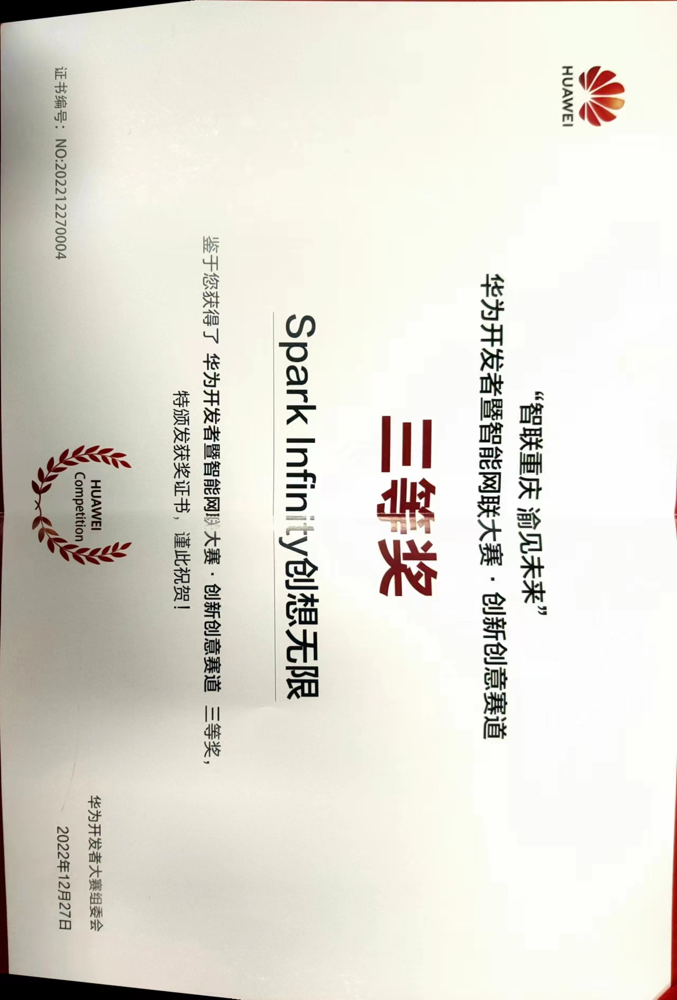 HUAWEI
“智联重庆 渝见未来”
华为开发者暨智能网联大赛·创新创意赛道
三等奖
Spark Infinity创想无限
鉴于您获得了 华为开发者暨智能网联大赛·创新创意赛道 三等奖，
特颁发获奖证书，谨此祝贺！
HUAWEI
Competition
华为开发者大赛组委会
证书编号：NO:202212270004
2022年12月27日